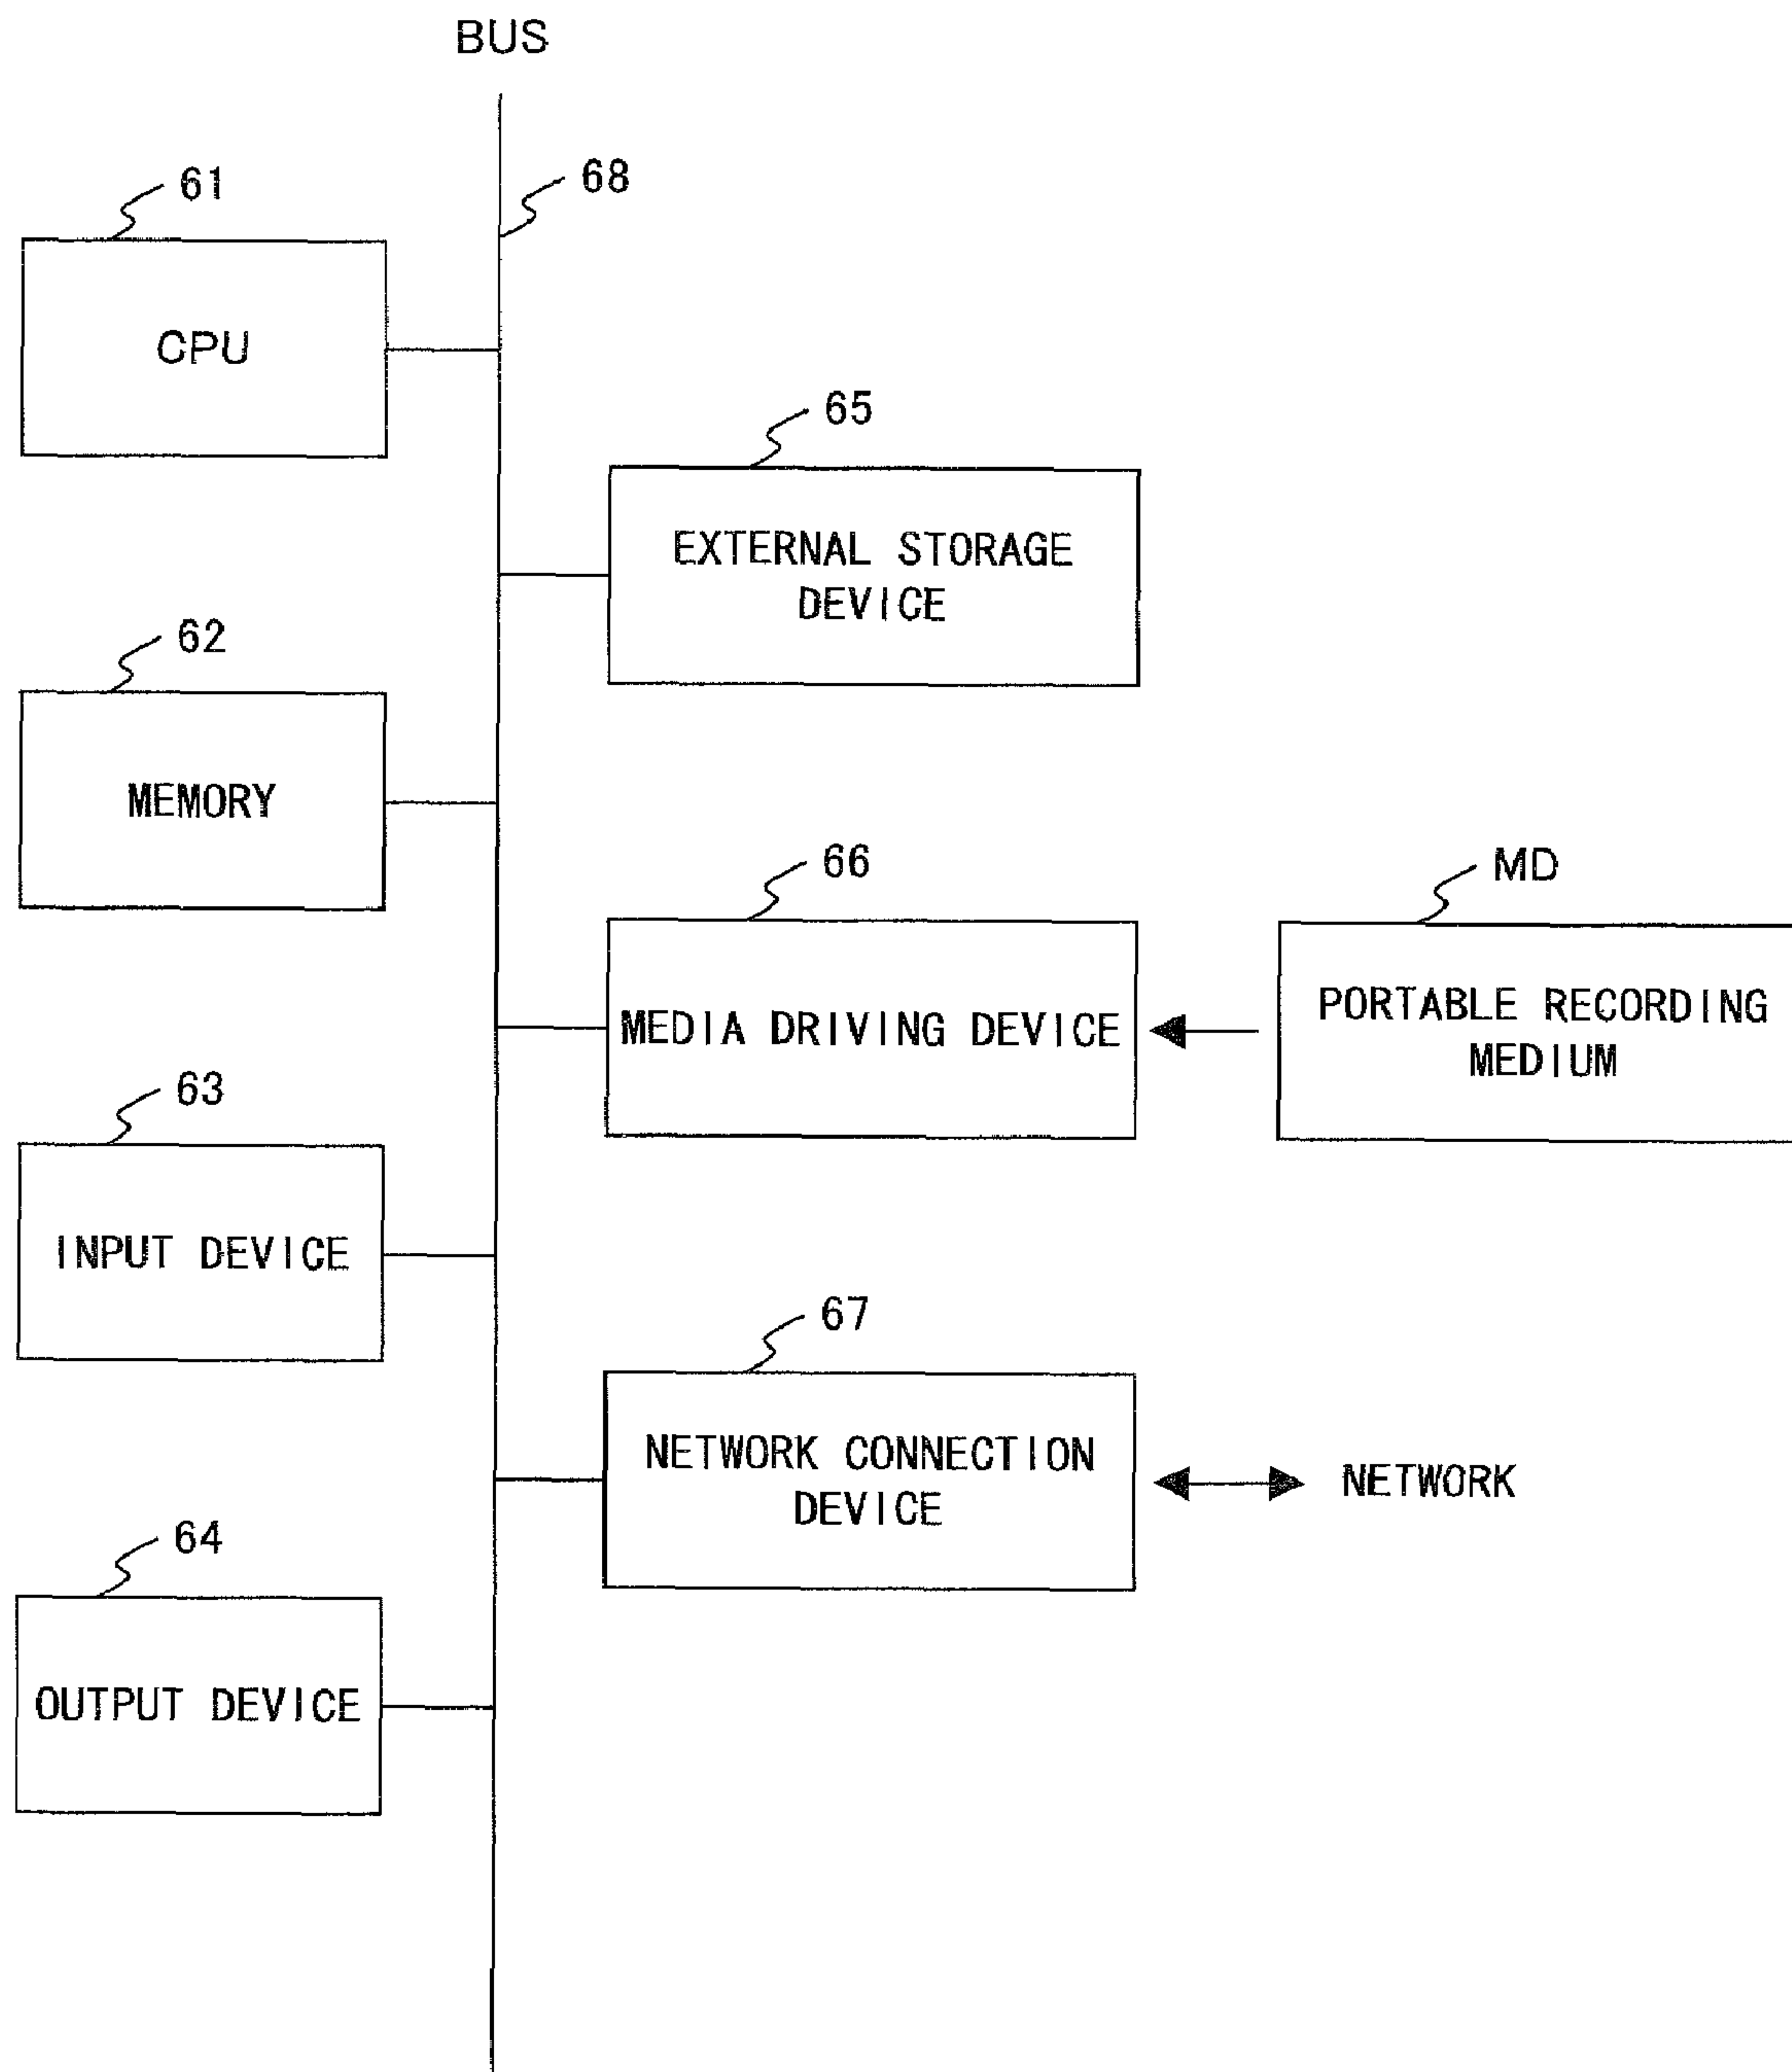 BUS
68
61
CPU
65
EXTERNAL STORAGE
DEVICE
62
MEMORY
66
MEDIA DRIVING DEVICE
MD
PORTABLE RECORDING
MEDIUM
63
INPUT DEVICE
67
NETWORK CONNECTION
DEVICE
NETWORK
64
OUTPUT DEVICE